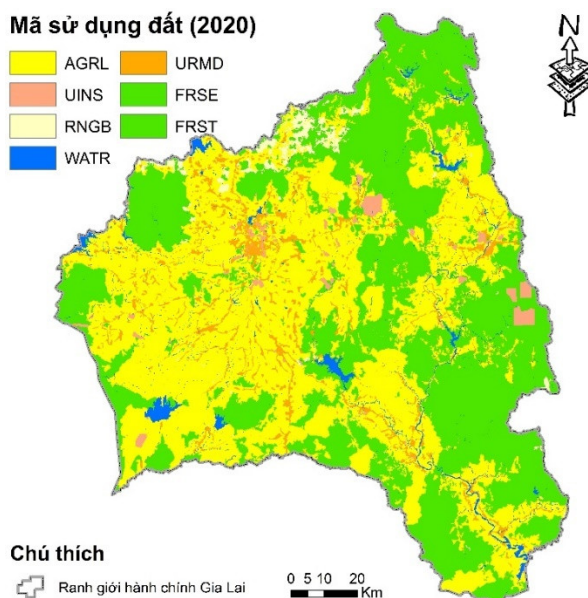 Mã sử dụng đất (2020)
N
AGRL URMD
UINS FRSE
RNGB FRST
WATR
Chú thích
Ranh giới hành chính Gia Lai
0 5 10 20
Km